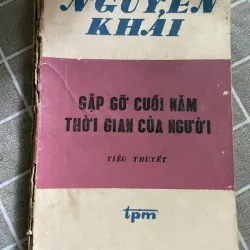 NGUYỄN
KHẢI
GẶP GỠ CUỐI NĂM
THỜI GIAN CỦA NGƯỜI
TIỂU THUYẾT
tpm